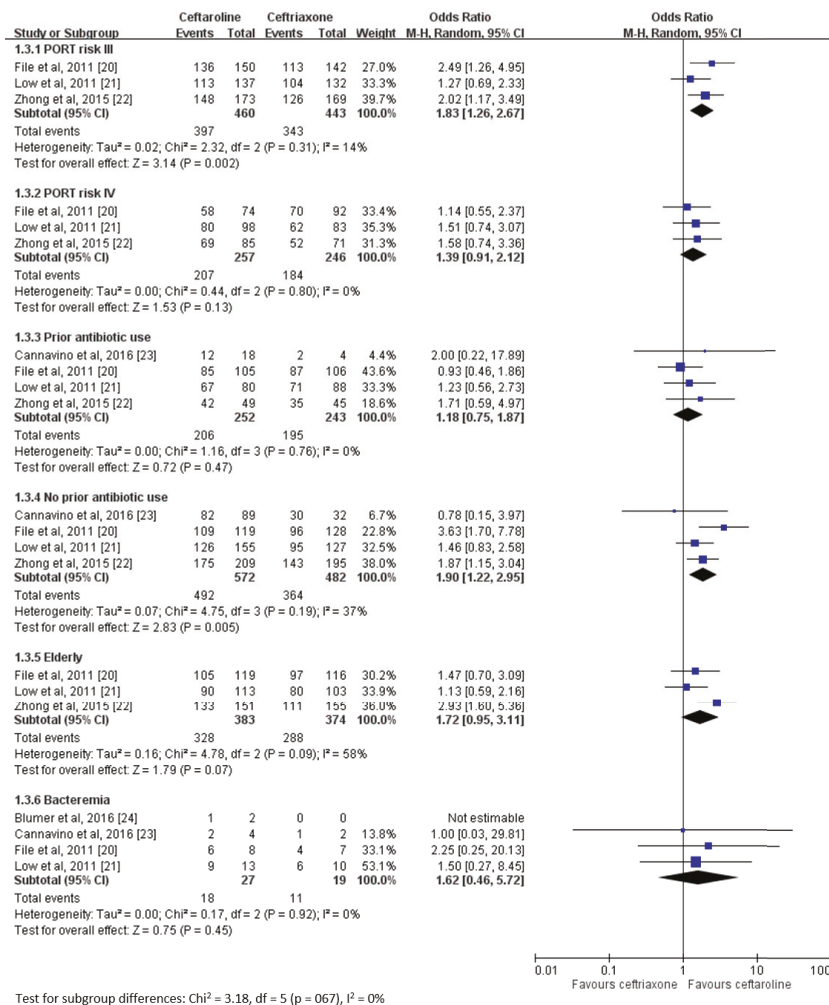 Ceftaroline Ceftriaxone Odds Ratio Odds Ratio
Study or Subgroup Events Total Events Total Weight M-H, Random, 95% CI M-H, Random, 95% CI
1.3.1 PORT risk III
File et al, 2011 [20] 136 150 113 142 27.0% 2.49 [1.26, 4.95]
Low et al, 2011 [21] 113 137 104 132 33.3% 1.27 [0.69, 2.33]
Zhong et al, 2015 [22] 148 173 126 169 39.7% 2.02 [1.17, 3.49]
Subtotal (95% CI) 460 443 100.0% 1.83 [1.26, 2.67]
Total events 397 343
Heterogeneity: Tau² = 0.02; Chi² = 2.32, df = 2 (P = 0.31); I² = 14%
Test for overall effect: Z = 3.14 (P = 0.002)
1.3.2 PORT risk IV
File et al, 2011 [20] 58 74 70 92 33.4% 1.14 [0.55, 2.37]
Low et al, 2011 [21] 80 98 62 83 35.3% 1.51 [0.74, 3.07]
Zhong et al, 2015 [22] 69 85 52 71 31.3% 1.58 [0.74, 3.36]
Subtotal (95% CI) 257 246 100.0% 1.39 [0.91, 2.12]
Total events 207 184
Heterogeneity: Tau² = 0.00; Chi² = 0.44, df = 2 (P = 0.80); I² = 0%
Test for overall effect: Z = 1.53 (P = 0.13)
1.3.3 Prior antibiotic use
Cannavino et al, 2016 [23] 12 18 2 4 4.4% 2.00 [0.22, 17.89]
File et al, 2011 [20] 85 105 87 106 43.6% 0.93 [0.46, 1.86]
Low et al, 2011 [21] 67 80 71 88 33.3% 1.23 [0.56, 2.73]
Zhong et al, 2015 [22] 42 49 35 45 18.6% 1.71 [0.59, 4.97]
Subtotal (95% CI) 252 243 100.0% 1.18 [0.75, 1.87]
Total events 206 195
Heterogeneity: Tau² = 0.00; Chi² = 1.16, df = 3 (P = 0.76); I² = 0%
Test for overall effect: Z = 0.72 (P = 0.47)
1.3.4 No prior antibiotic use
Cannavino et al, 2016 [23] 82 89 30 32 6.7% 0.78 [0.15, 3.97]
File et al, 2011 [20] 109 119 96 128 22.8% 3.63 [1.70, 7.78]
Low et al, 2011 [21] 126 155 95 127 32.5% 1.46 [0.83, 2.58]
Zhong et al, 2015 [22] 175 209 143 195 38.0% 1.87 [1.15, 3.04]
Subtotal (95% CI) 572 482 100.0% 1.90 [1.22, 2.95]
Total events 492 364
Heterogeneity: Tau² = 0.07; Chi² = 4.75, df = 3 (P = 0.19); I² = 37%
Test for overall effect: Z = 2.83 (P = 0.005)
1.3.5 Elderly
File et al, 2011 [20] 105 119 97 116 30.2% 1.47 [0.70, 3.09]
Low et al, 2011 [21] 90 113 80 103 33.9% 1.13 [0.59, 2.16]
Zhong et al, 2015 [22] 133 151 111 155 36.0% 2.93 [1.60, 5.36]
Subtotal (95% CI) 383 374 100.0% 1.72 [0.95, 3.11]
Total events 328 288
Heterogeneity: Tau² = 0.16; Chi² = 4.78, df = 2 (P = 0.09); I² = 58%
Test for overall effect: Z = 1.79 (P = 0.07)
1.3.6 Bacteremia
Blumer et al, 2016 [24] 1 2 0 0 Not estimable
Cannavino et al, 2016 [23] 2 4 1 2 13.8% 1.00 [0.03, 29.81]
File et al, 2011 [20] 6 8 4 7 33.1% 2.25 [0.25, 20.13]
Low et al, 2011 [21] 9 13 6 10 53.1% 1.50 [0.27, 8.45]
Subtotal (95% CI) 27 19 100.0% 1.62 [0.46, 5.72]
Total events 18 11
Heterogeneity: Tau² = 0.00; Chi² = 0.17, df = 2 (P = 0.92); I² = 0%
Test for overall effect: Z = 0.75 (P = 0.45)
0.01 0.1 1 10 100
Favours ceftriaxone Favours ceftaroline
Test for subgroup differences: Chi² = 3.18, df = 5 (p = 067), I² = 0%